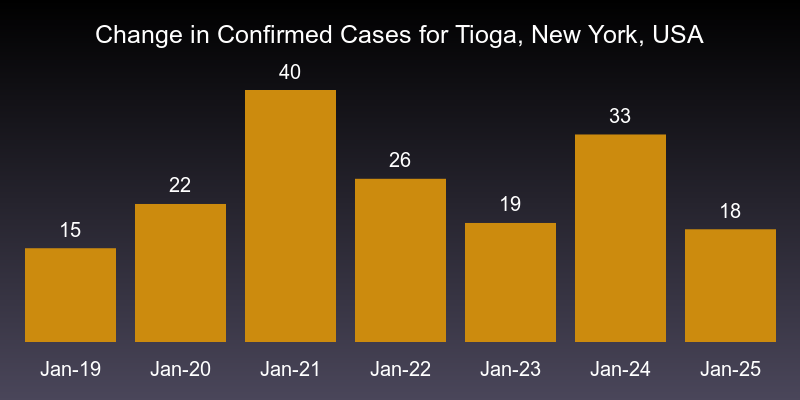 Change in Confirmed Cases for Tioga, New York, USA
15 22 40 26 19 33 18
Jan-19 Jan-20 Jan-21 Jan-22 Jan-23 Jan-24 Jan-25